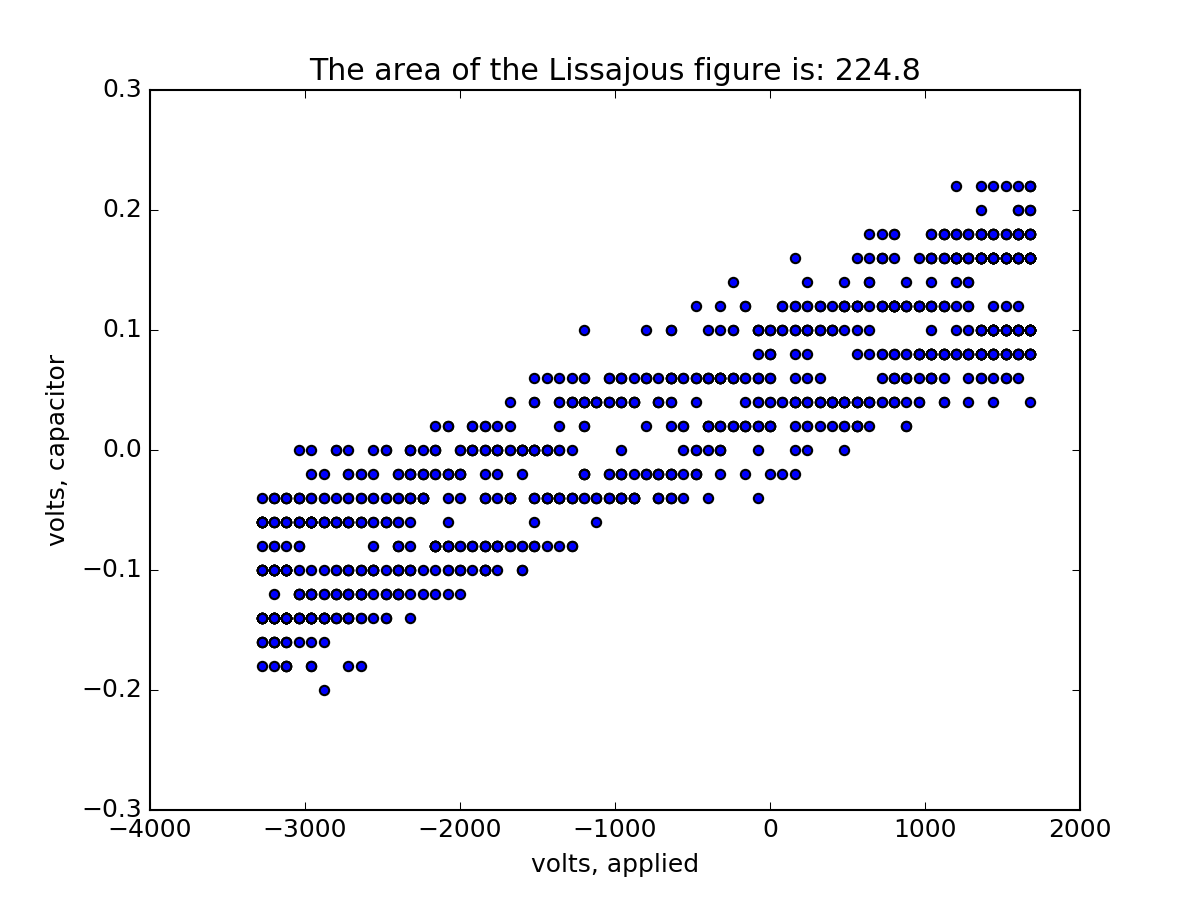 The area of the Lissajous figure is: 224.8
0.3
0.2
0.1
0.0
−0.1
−0.2
−0.3
volts, capacitor
−4000 −3000 −2000 −1000 0 1000 2000
volts, applied